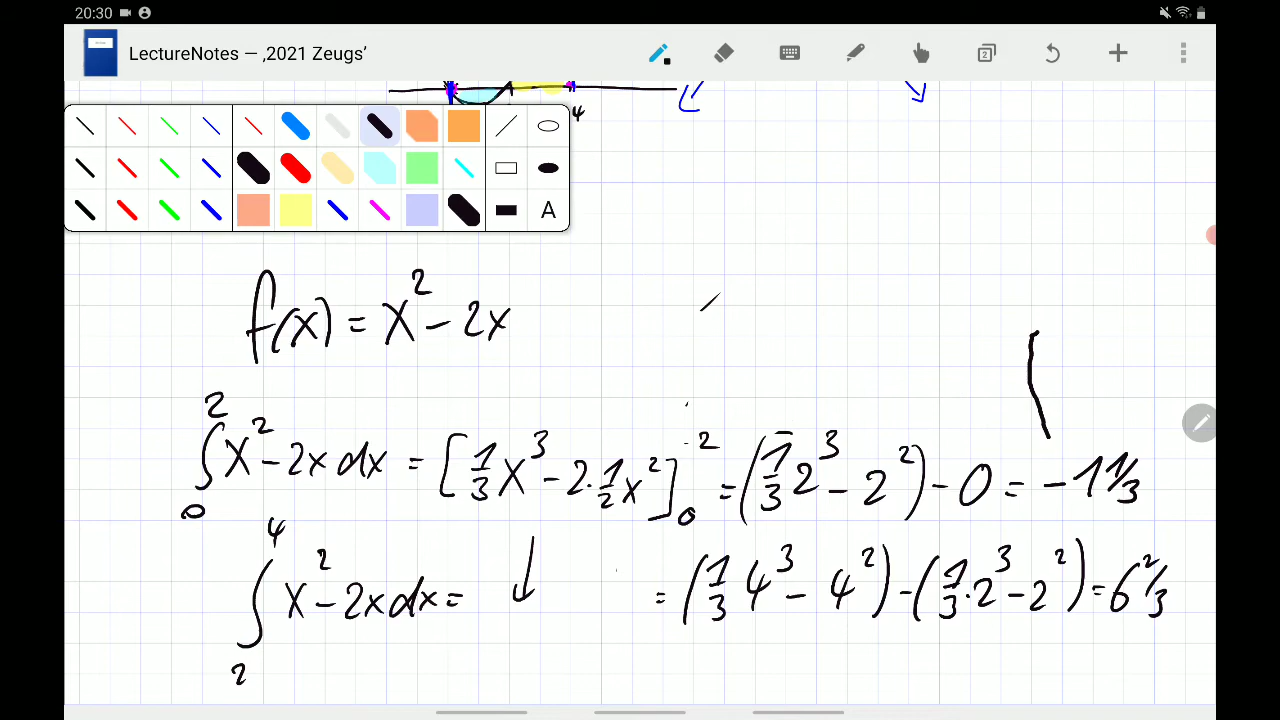 20:30
LectureNotes — ‚2021 Zeugs’
2
4
A
f(x) = x² - 2x
∫₀² x² - 2x dx = [1/3 x³ - 2·1/2 x²]₀² = (1/3 2³ - 2²) - 0 = -1 1/3
∫₂⁴ x² - 2x dx = ↓ = (1/3 4³ - 4²) - (1/3·2³ - 2²) = 6 2/3